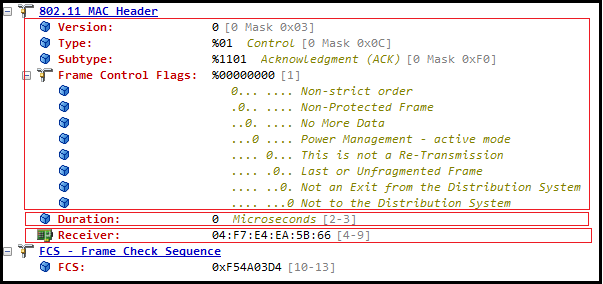 802.11 MAC Header
Version: 0 [0 Mask 0x03]
Type: %01 Control [0 Mask 0x0C]
Subtype: %1101 Acknowledgment (ACK) [0 Mask 0xF0]
Frame Control Flags: %00000000 [1]
0... .... Non-strict order
.0.. .... Non-Protected Frame
..0. .... No More Data
...0 .... Power Management - active mode
.... 0... This is not a Re-Transmission
.... .0.. Last or Unfragmented Frame
.... ..0. Not an Exit from the Distribution System
.... ...0 Not to the Distribution System
Duration: 0 Microseconds [2-3]
Receiver: 04:F7:E4:EA:5B:66 [4-9]
FCS - Frame Check Sequence
FCS: 0xF54A03D4 [10-13]